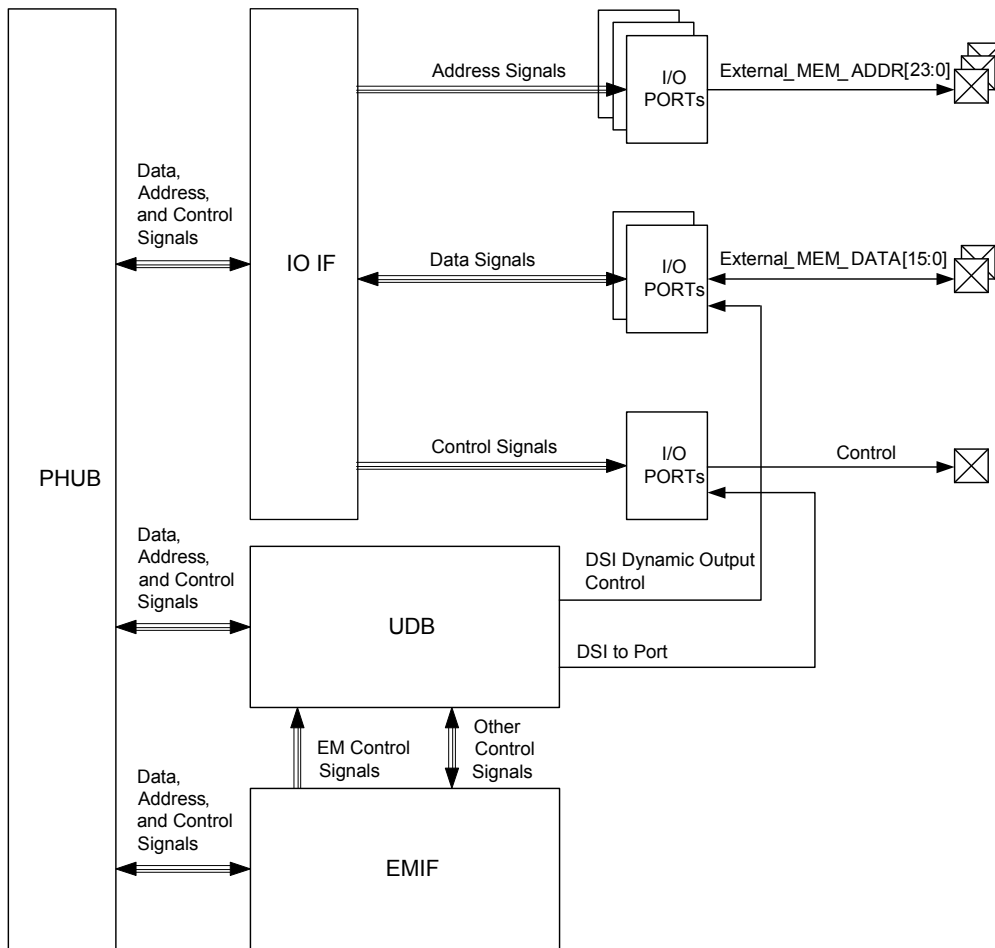 Address Signals
I/O
PORTs
External_MEM_ADDR[23:0]
Data,
Address,
and Control
Signals
IO IF
Data Signals
I/O
PORTs
External_MEM_DATA[15:0]
PHUB
Control Signals
I/O
PORTs
Control
Data,
Address,
and Control
Signals
UDB
DSI Dynamic Output
Control
DSI to Port
EM Control
Signals
Other
Control
Signals
Data,
Address,
and Control
Signals
EMIF